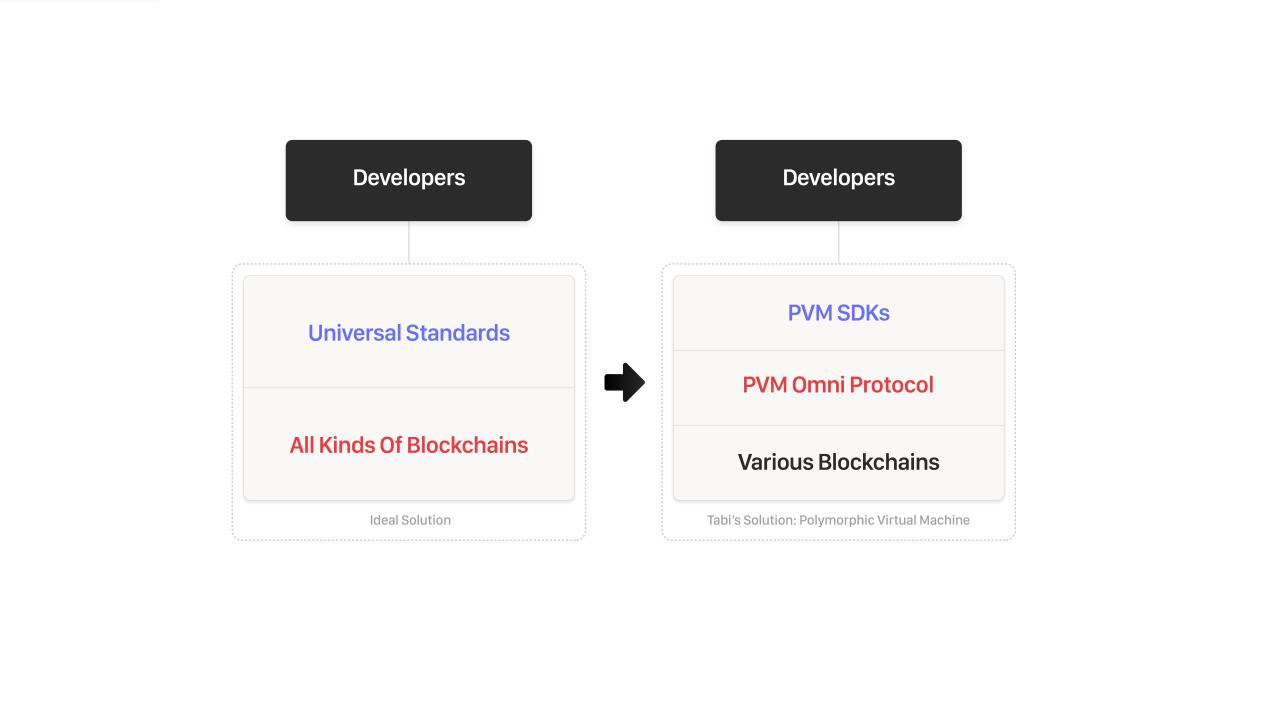 Developers
Universal Standards
All Kinds Of Blockchains
Ideal Solution
Developers
PVM SDKs
PVM Omni Protocol
Various Blockchains
Tabi’s Solution: Polymorphic Virtual Machine